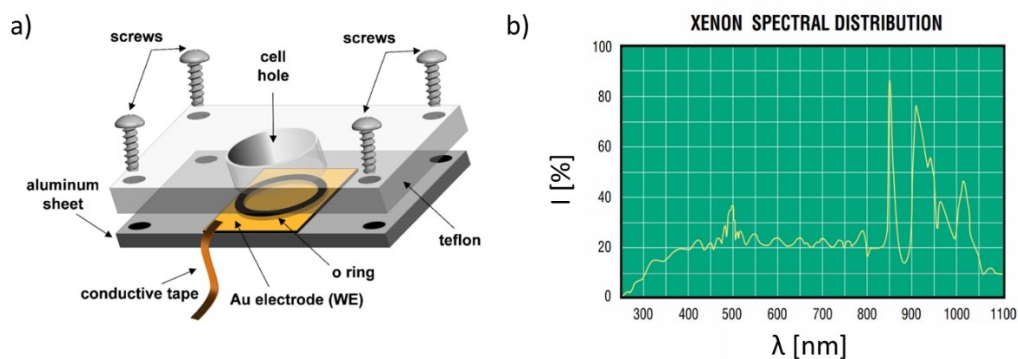 a)
screws
screws
cell
hole
aluminum
sheet
teflon
o ring
conductive tape
Au electrode (WE)
b)
XENON SPECTRAL DISTRIBUTION
100
80
60
40
20
0
I [%]
300 400 500 600 700 800 900 1000 1100
λ [nm]